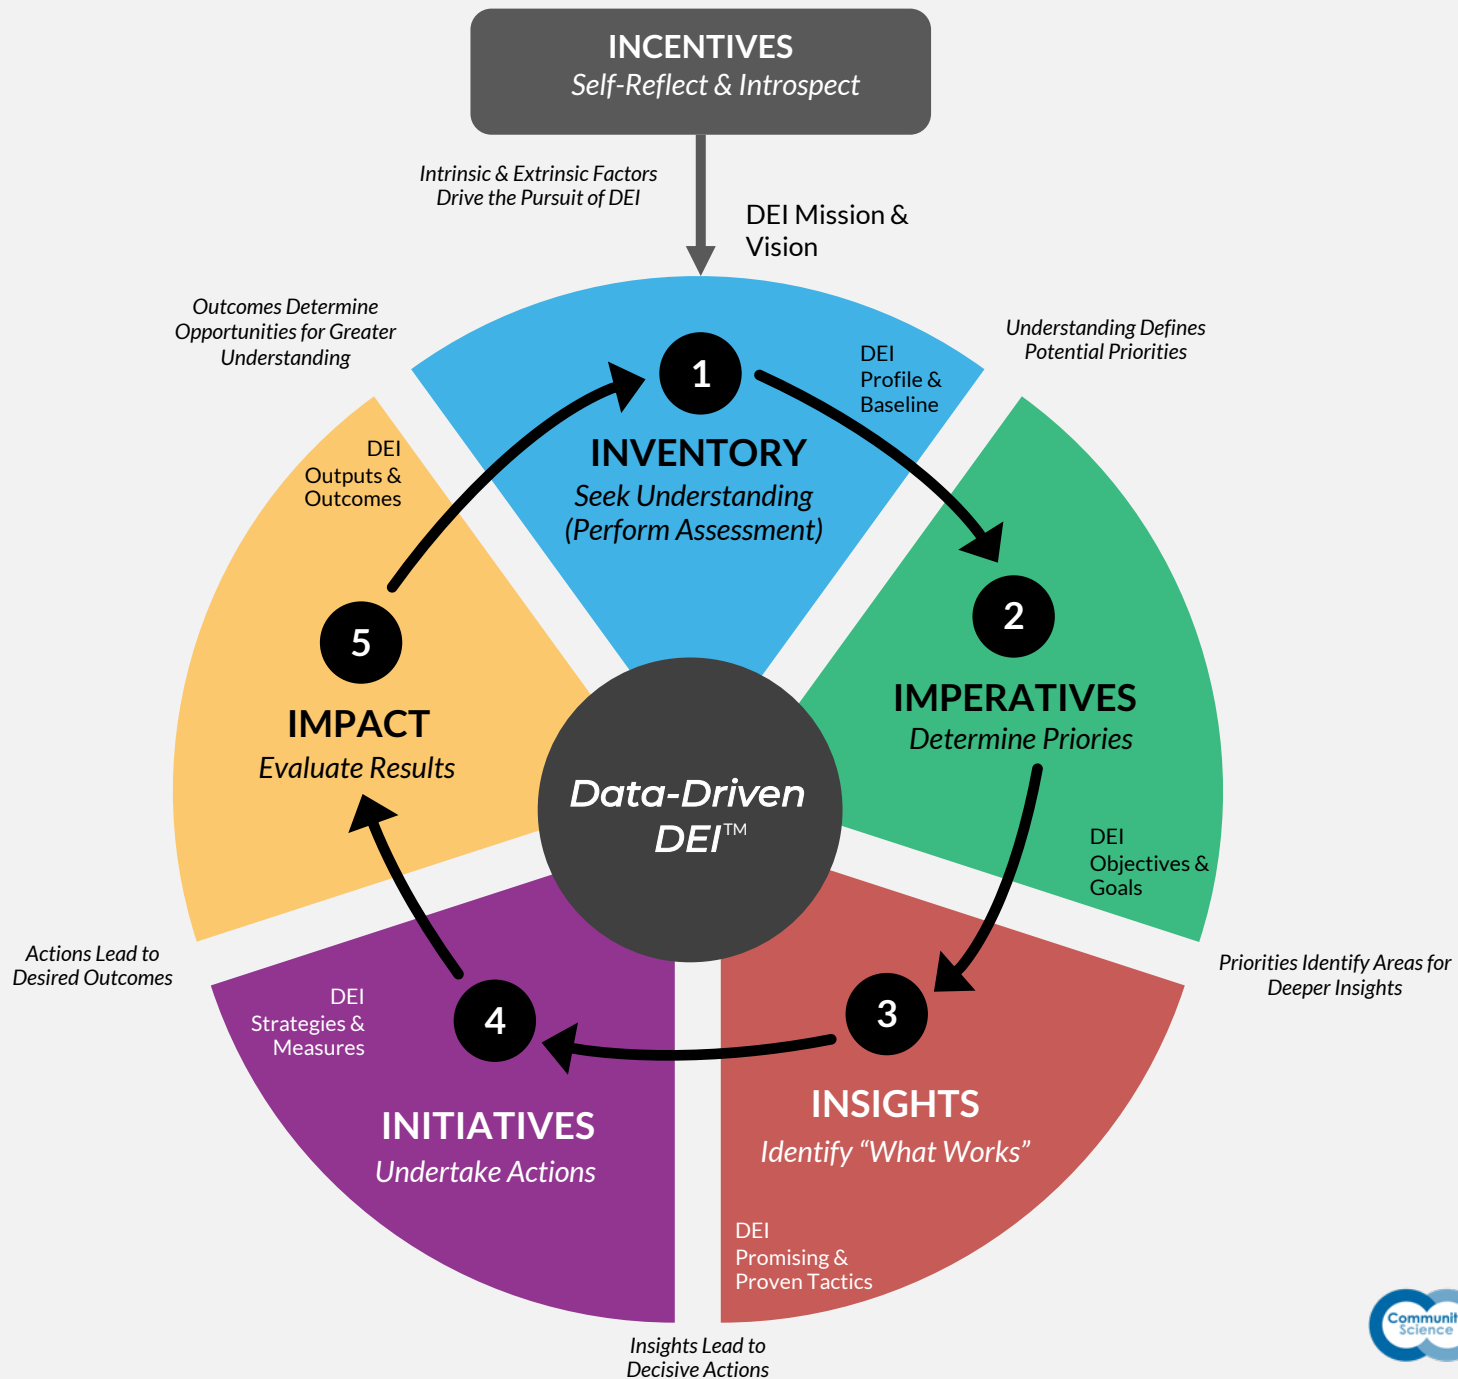 INCENTIVES
Self-Reflect & Introspect
Intrinsic & Extrinsic Factors
Drive the Pursuit of DEI
DEI Mission &
Vision
Outcomes Determine
Opportunities for Greater
Understanding
Understanding Defines
Potential Priorities
1
DEI
Profile &
Baseline
INVENTORY
Seek Understanding
(Perform Assessment)
2
IMPERATIVES
Determine Priories
DEI
Objectives &
Goals
Priorities Identify Areas for
Deeper Insights
3
INSIGHTS
Identify “What Works”
DEI
Promising &
Proven Tactics
Insights Lead to
Decisive Actions
4
DEI
Strategies &
Measures
INITIATIVES
Undertake Actions
Actions Lead to
Desired Outcomes
5
DEI
Outputs &
Outcomes
IMPACT
Evaluate Results
Data-Driven
DEI™
Communit
Science